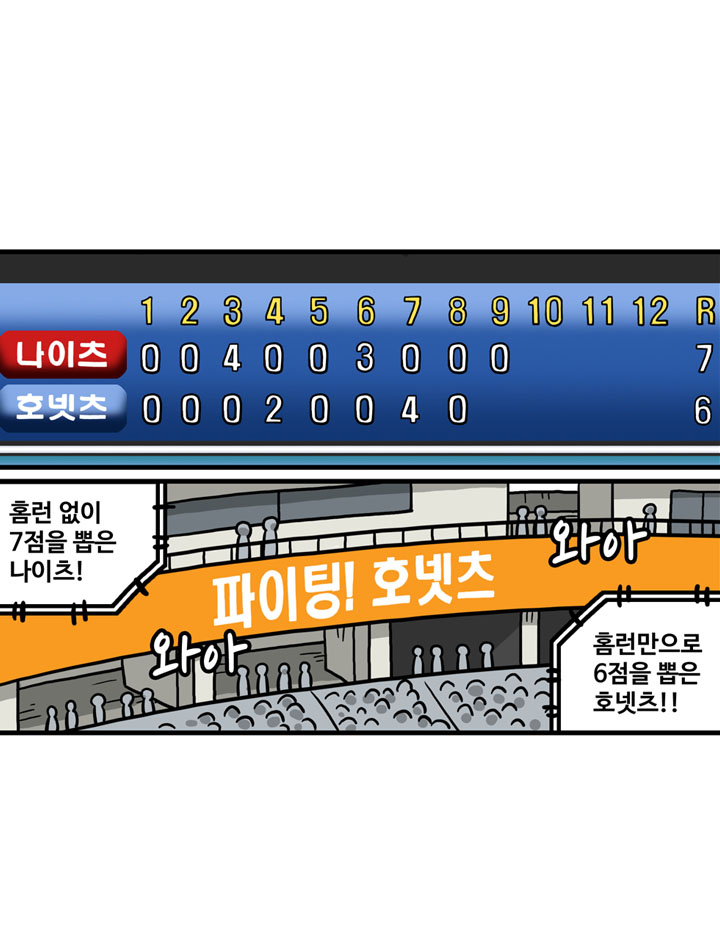 1 2 3 4 5 6 7 8 9 10 11 12 R
나이츠 0 0 4 0 0 3 0 0 0 7
호넷츠 0 0 0 2 0 0 4 0 6
홈런 없이
7점을 뽑은
나이츠!
와아
파이팅! 호넷츠
와아
홈런만으로
6점을 뽑은
호넷츠!!